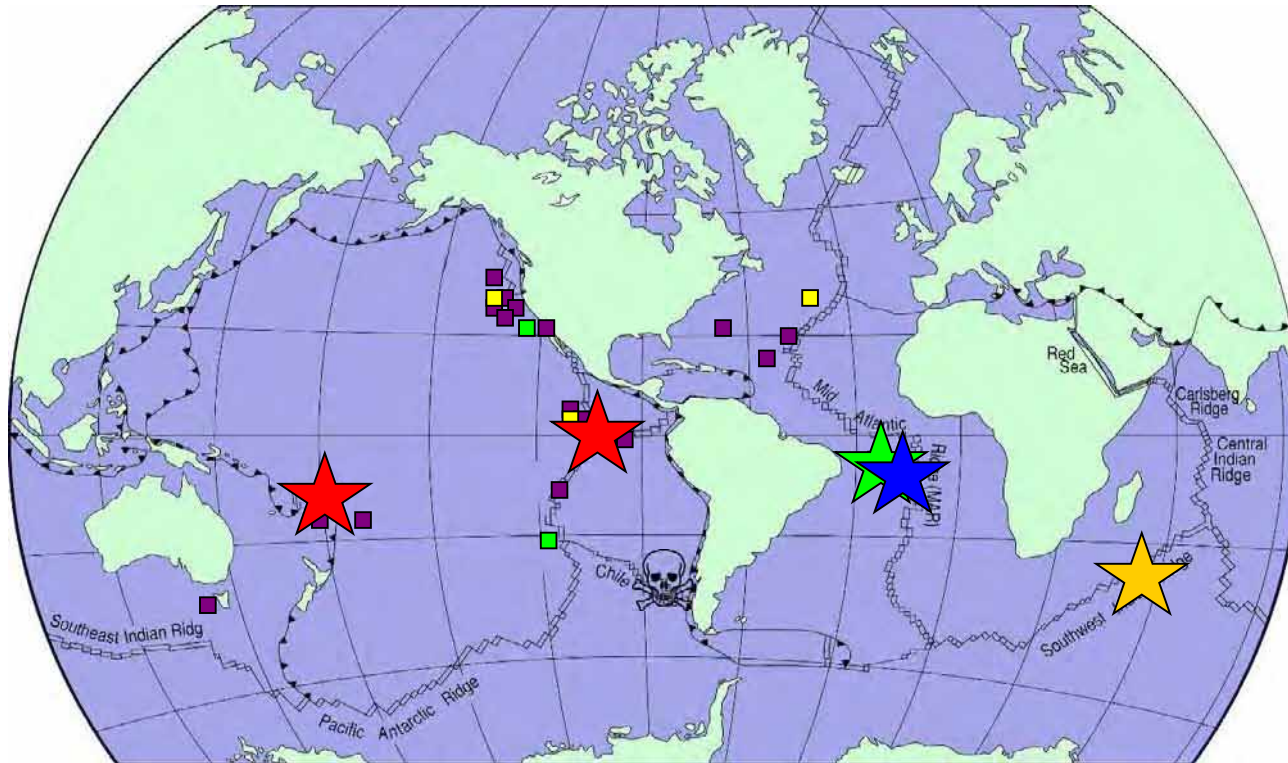 Red
Sea
Carlsberg
Ridge
Mid
Atlantic
Ridge (MAR)
Central
Indian
Ridge
Chile
Southwest
Southeast Indian Ridg
Pacific Antarctic Ridge